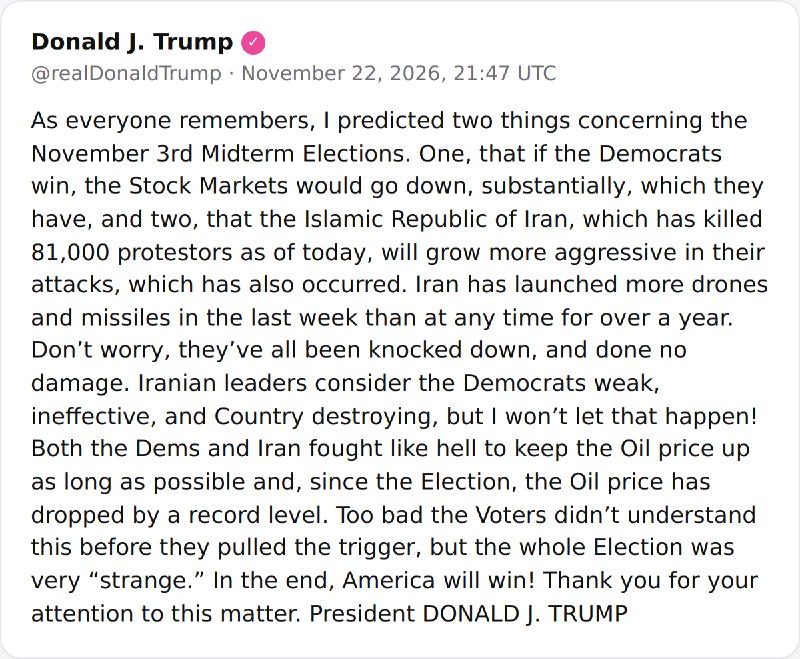 Donald J. Trump ✓
@realDonaldTrump · November 22, 2026, 21:47 UTC
As everyone remembers, I predicted two things concerning the
November 3rd Midterm Elections. One, that if the Democrats
win, the Stock Markets would go down, substantially, which they
have, and two, that the Islamic Republic of Iran, which has killed
81,000 protestors as of today, will grow more aggressive in their
attacks, which has also occurred. Iran has launched more drones
and missiles in the last week than at any time for over a year.
Don’t worry, they’ve all been knocked down, and done no
damage. Iranian leaders consider the Democrats weak,
ineffective, and Country destroying, but I won’t let that happen!
Both the Dems and Iran fought like hell to keep the Oil price up
as long as possible and, since the Election, the Oil price has
dropped by a record level. Too bad the Voters didn’t understand
this before they pulled the trigger, but the whole Election was
very “strange.” In the end, America will win! Thank you for your
attention to this matter. President DONALD J. TRUMP